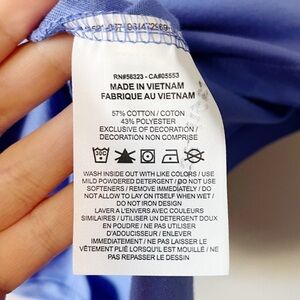 RN#56323 - CA#05553
MADE IN VIETNAM
FABRIQUE AU VIETNAM
57% COTTON / COTON
43% POLYESTER
EXCLUSIVE OF DECORATION /
DECORATION NON COMPRISE
WASH INSIDE OUT WITH LIKE COLORS / USE
MILD POWDERED DETERGENT / DO NOT USE
SOFTENERS / REMOVE IMMEDIATELY / DO
NOT ALLOW TO LAY ON ITSELF WHEN WET /
DO NOT IRON DESIGN
LAVER A L'ENVERS AVEC COULEURS
SIMILAIRES / UTILISER UN DETERGENT DOUX
EN POUDRE / NE PAS UTILISER
D'ADOUCISSEUR / ENLEVER
IMMEDIATEMENT / NE PAS LAISSER LE
VÊTEMENT PLIÉ LORSQU'IL EST MOUILLÉ / NE
PAS REPASSER LE DESSIN